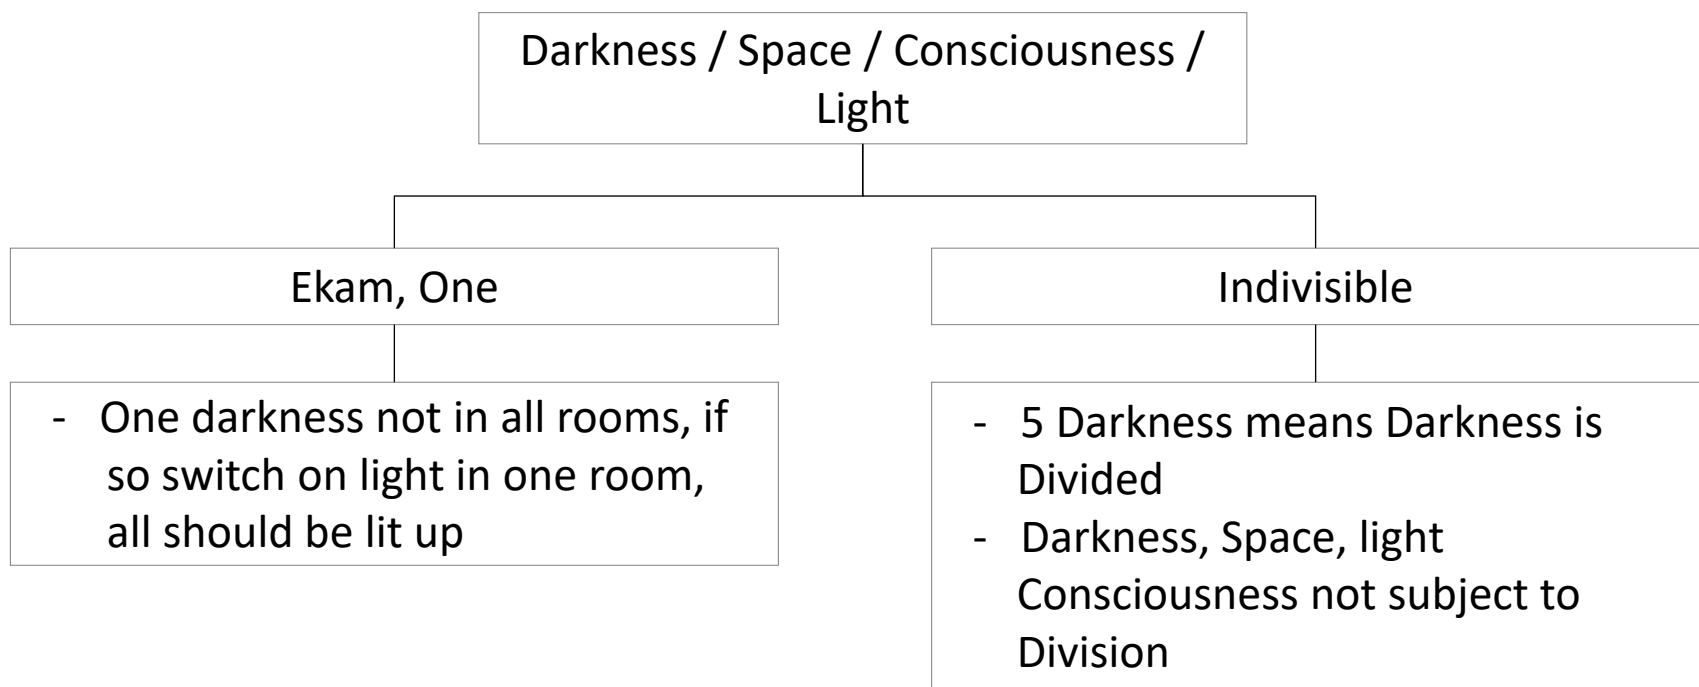 Darkness / Space / Consciousness /
Light
Ekam, One
- One darkness not in all rooms, if
so switch on light in one room,
all should be lit up
Indivisible
- 5 Darkness means Darkness is
Divided
- Darkness, Space, light
Consciousness not subject to
Division